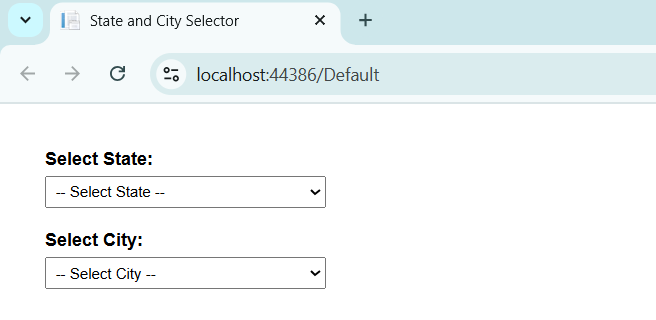 State and City Selector
localhost:44386/Default
Select State:
-- Select State --
Select City:
-- Select City --